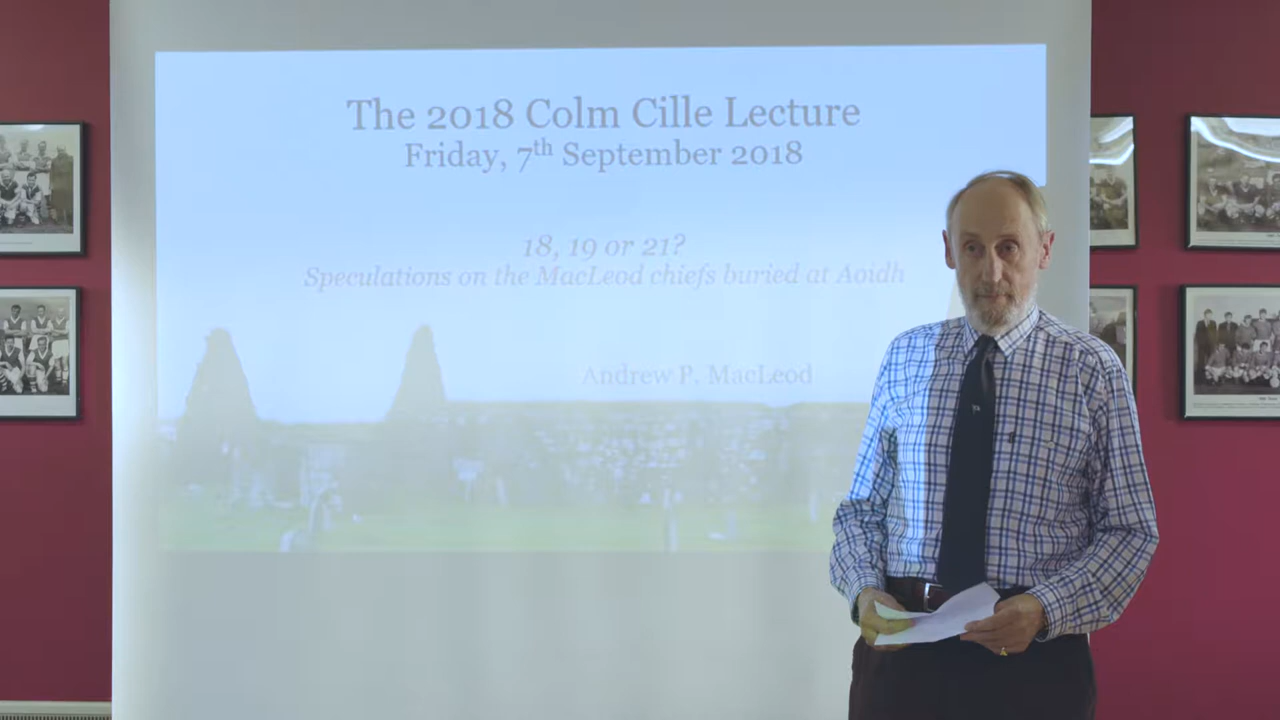 The 2018 Colm Cille Lecture
Friday, 7th September 2018
18, 19 or 21?
Speculations on the MacLeod chiefs buried at Aoidh
Andrew P. MacLeod